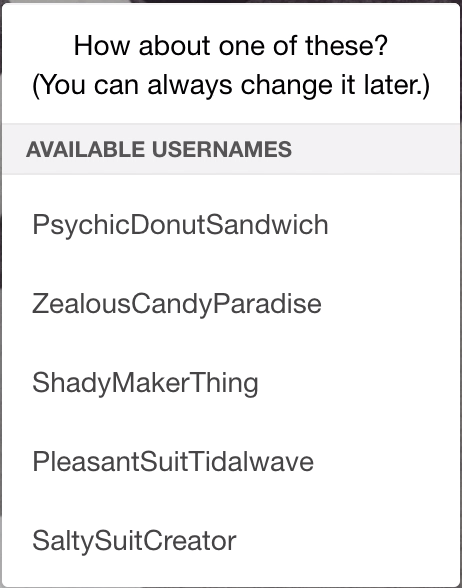 How about one of these?
(You can always change it later.)
AVAILABLE USERNAMES
PsychicDonutSandwich
ZealousCandyParadise
ShadyMakerThing
PleasantSuitTidalwave
SaltySuitCreator